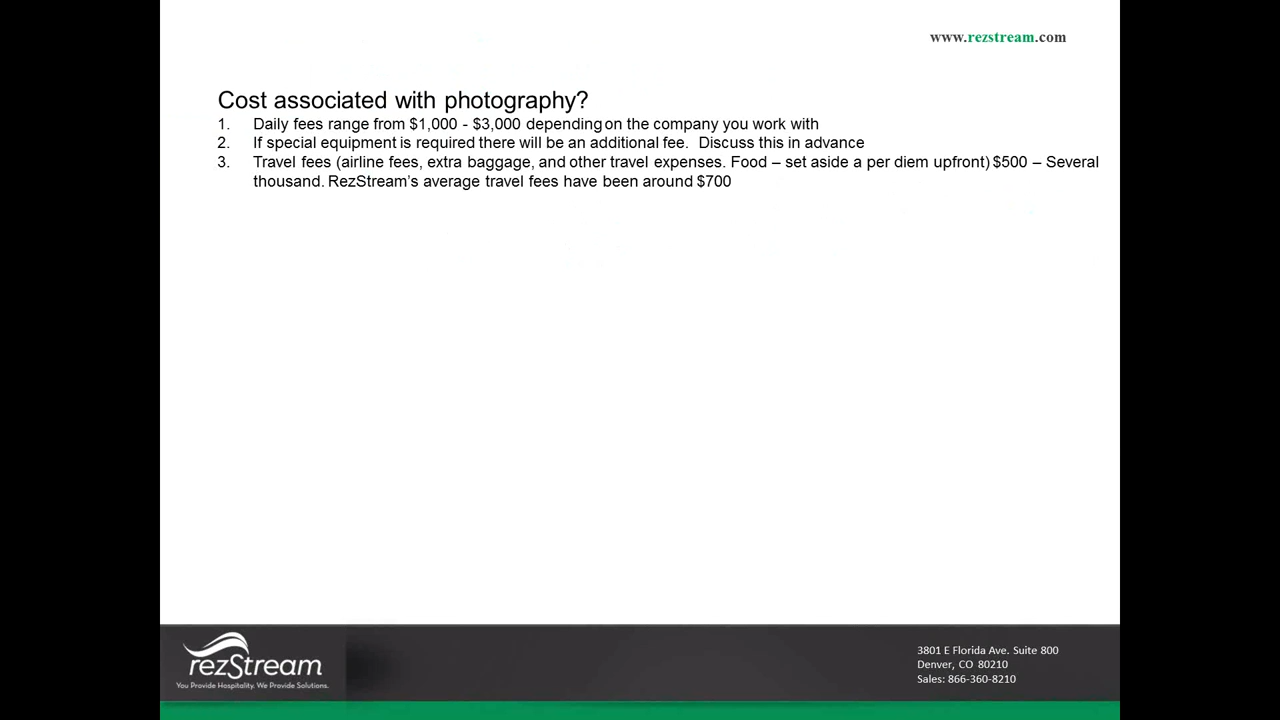 www.rezstream.com
Cost associated with photography?
1. Daily fees range from $1,000 - $3,000 depending on the company you work with
2. If special equipment is required there will be an additional fee.  Discuss this in advance
3. Travel fees (airline fees, extra baggage, and other travel expenses. Food – set aside a per diem upfront) $500 – Several
thousand. RezStream’s average travel fees have been around $700
rezStream
You Provide Hospitality. We Provide Solutions.
3801 E Florida Ave. Suite 800
Denver, CO 80210
Sales: 866-360-8210